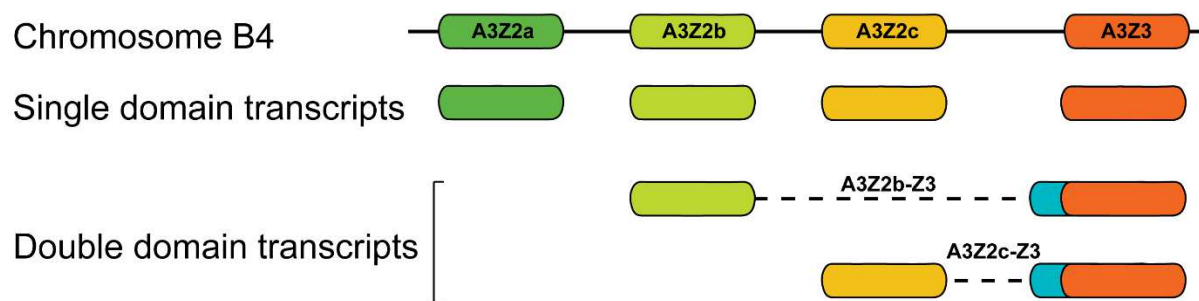 Chromosome B4 A3Z2a A3Z2b A3Z2c A3Z3
Single domain transcripts
A3Z2b-Z3
Double domain transcripts
A3Z2c-Z3